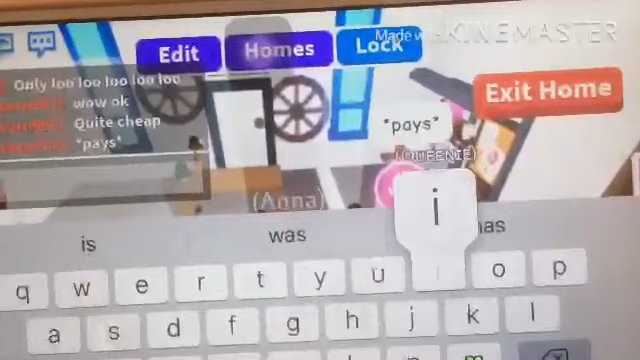 Made w
KINEMASTER
Edit
Homes
Lock
Exit Home
Only loo loo loo loo loo
wow ok
Quite cheap
*pays*
*pays*
(QUEENIE)
(Anna)
i
is
was
has
q w e r t y u i o p
a s d f g h j k l